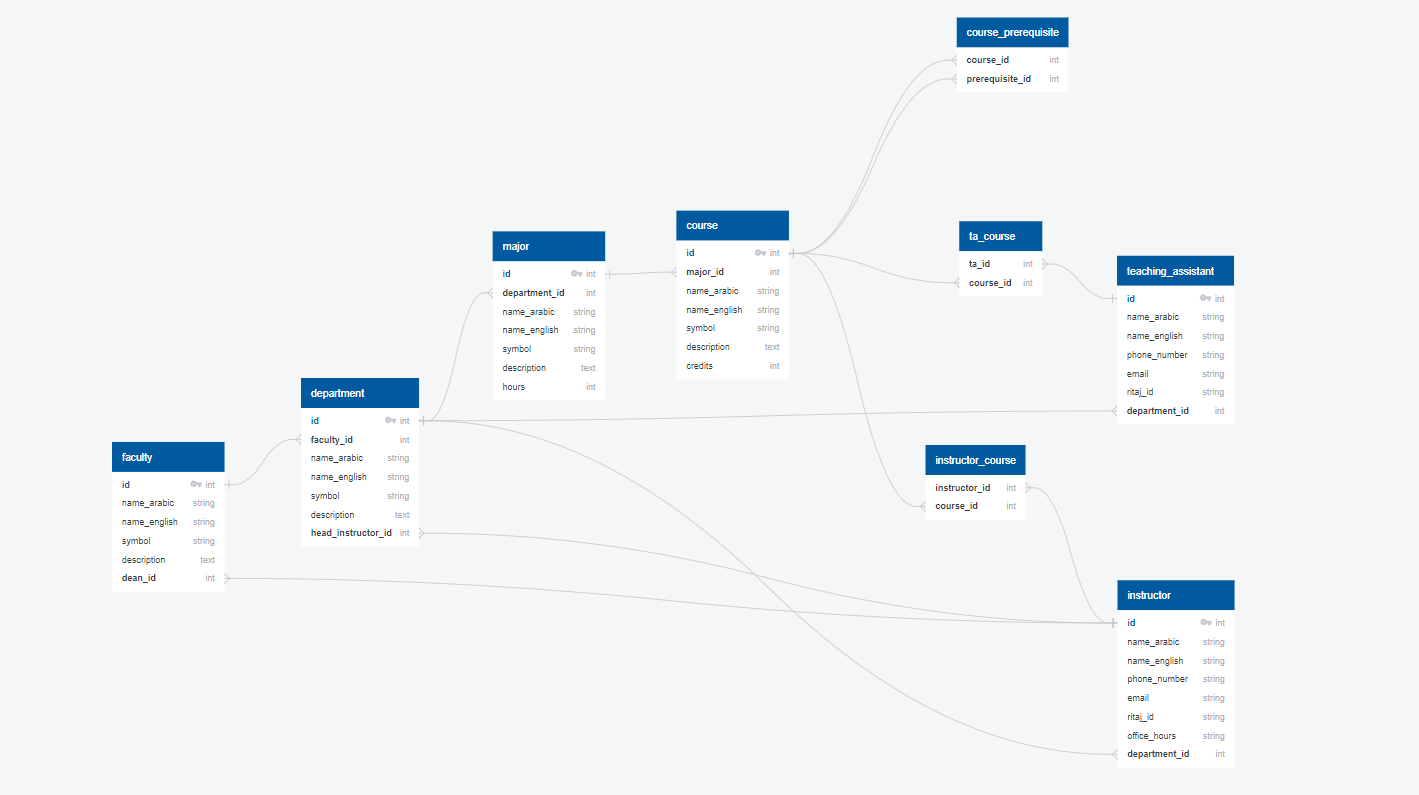 course_prerequisite
course_id int
prerequisite_id int
course
id int
major_id int
name_arabic string
name_english string
symbol string
description text
credits int
ta_course
ta_id int
course_id int
major
id int
department_id int
name_arabic string
name_english string
symbol string
description text
hours int
teaching_assistant
id int
name_arabic string
name_english string
phone_number string
email string
ritaj_id string
department_id int
department
id int
faculty_id int
name_arabic string
name_english string
symbol string
description text
head_instructor_id int
faculty
id int
name_arabic string
name_english string
symbol string
description text
dean_id int
instructor_course
instructor_id int
course_id int
instructor
id int
name_arabic string
name_english string
phone_number string
email string
ritaj_id string
office_hours string
department_id int